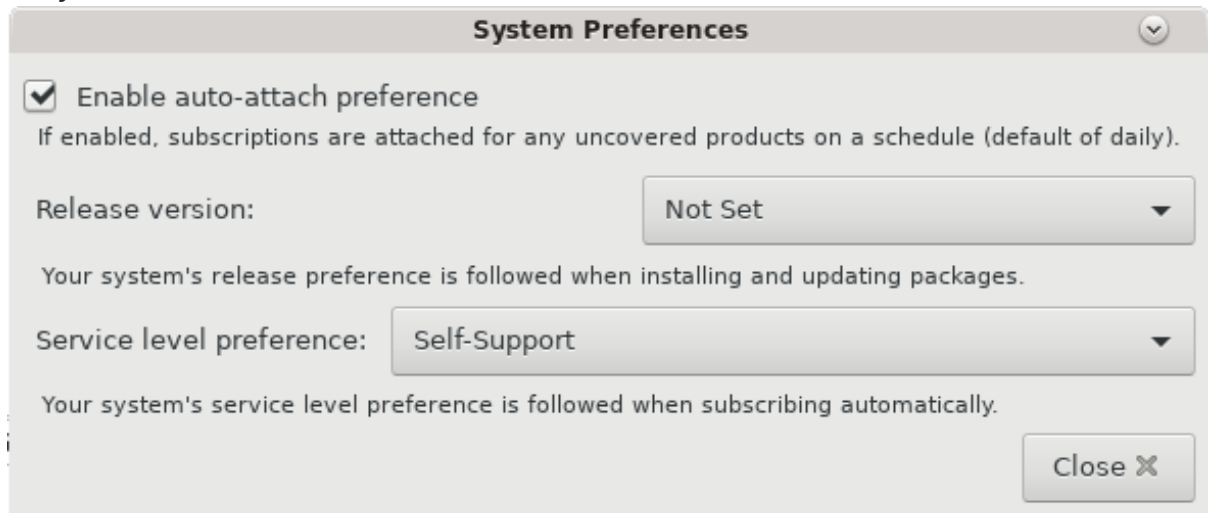 System Preferences
Enable auto-attach preference
If enabled, subscriptions are attached for any uncovered products on a schedule (default of daily).
Release version: Not Set
Your system's release preference is followed when installing and updating packages.
Service level preference: Self-Support
Your system's service level preference is followed when subscribing automatically.
Close